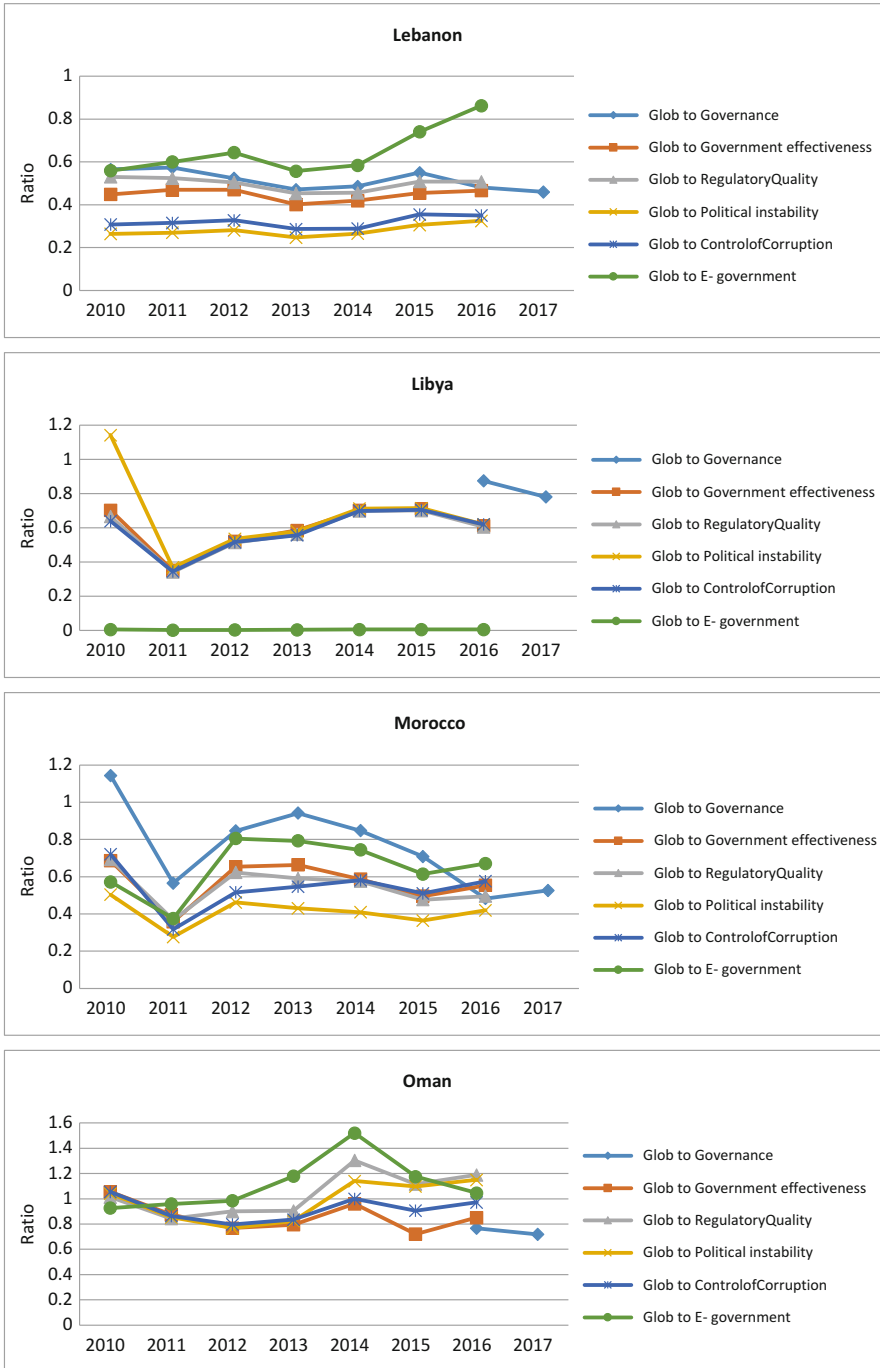 Lebanon
1
0.8
0.6
0.4
0.2
0
Ratio
2010 2011 2012 2013 2014 2015 2016 2017
Glob to Governance
Glob to Government effectiveness
Glob to RegulatoryQuality
Glob to Political instability
Glob to ControlofCorruption
Glob to E- government
Libya
1.2
1
0.8
0.6
0.4
0.2
0
Ratio
2010 2011 2012 2013 2014 2015 2016 2017
Glob to Governance
Glob to Government effectiveness
Glob to RegulatoryQuality
Glob to Political instability
Glob to ControlofCorruption
Glob to E- government
Morocco
1.2
1
0.8
0.6
0.4
0.2
0
Ratio
2010 2011 2012 2013 2014 2015 2016 2017
Glob to Governance
Glob to Government effectiveness
Glob to RegulatoryQuality
Glob to Political instability
Glob to ControlofCorruption
Glob to E- government
Oman
1.6
1.4
1.2
1
0.8
0.6
0.4
0.2
0
Ratio
2010 2011 2012 2013 2014 2015 2016 2017
Glob to Governance
Glob to Government effectiveness
Glob to RegulatoryQuality
Glob to Political instability
Glob to ControlofCorruption
Glob to E- government